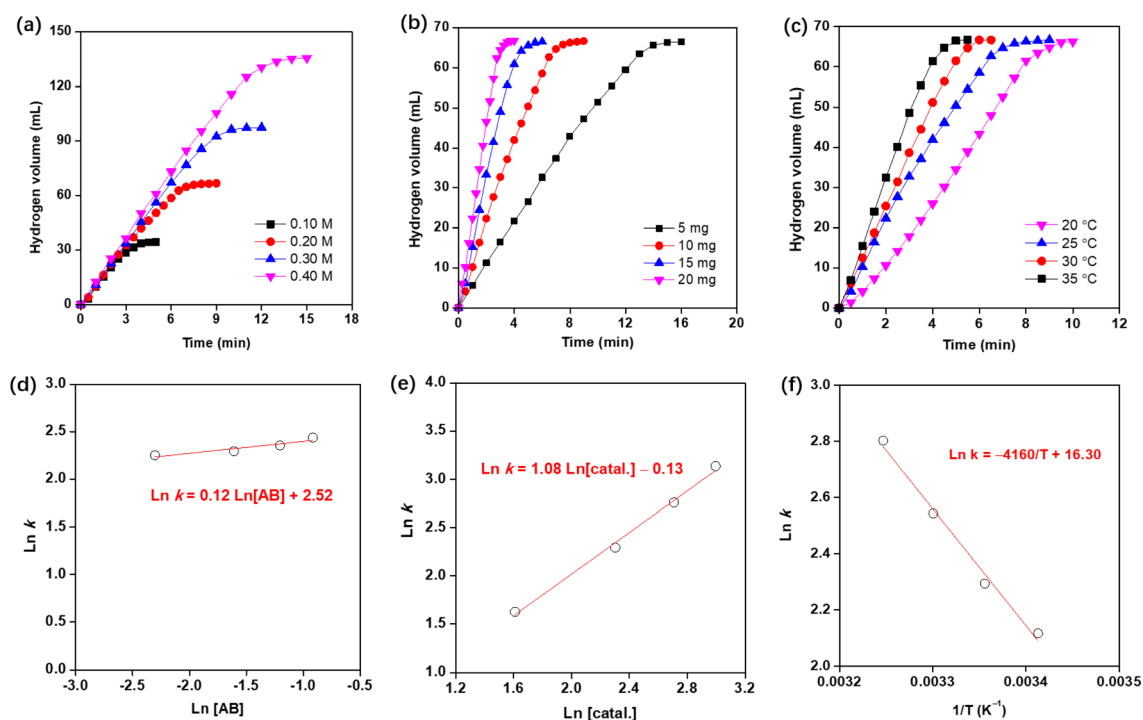 (a)
150
120
90
60
30
0
Hydrogen volume (mL)
0 3 6 9 12 15 18
Time (min)
0.10 M
0.20 M
0.30 M
0.40 M
(b)
70
60
50
40
30
20
10
0
Hydrogen volume (mL)
0 4 8 12 16 20
Time (min)
5 mg
10 mg
15 mg
20 mg
(c)
70
60
50
40
30
20
10
0
Hydrogen volume (mL)
0 2 4 6 8 10 12
Time (min)
20 °C
25 °C
30 °C
35 °C
(d)
3.0
2.5
2.0
1.5
1.0
0.5
0.0
Ln k
Ln k = 0.12 Ln[AB] + 2.52
-3.0 -2.5 -2.0 -1.5 -1.0 -0.5
Ln [AB]
(e)
4.0
3.5
3.0
2.5
2.0
1.5
1.0
Ln k
Ln k = 1.08 Ln[catal.] – 0.13
1.2 1.6 2.0 2.4 2.8 3.2
Ln [catal.]
(f)
3.0
2.8
2.6
2.4
2.2
2.0
Ln k
Ln k = –4160/T + 16.30
0.0032 0.0033 0.0034 0.0035
1/T (K⁻¹)